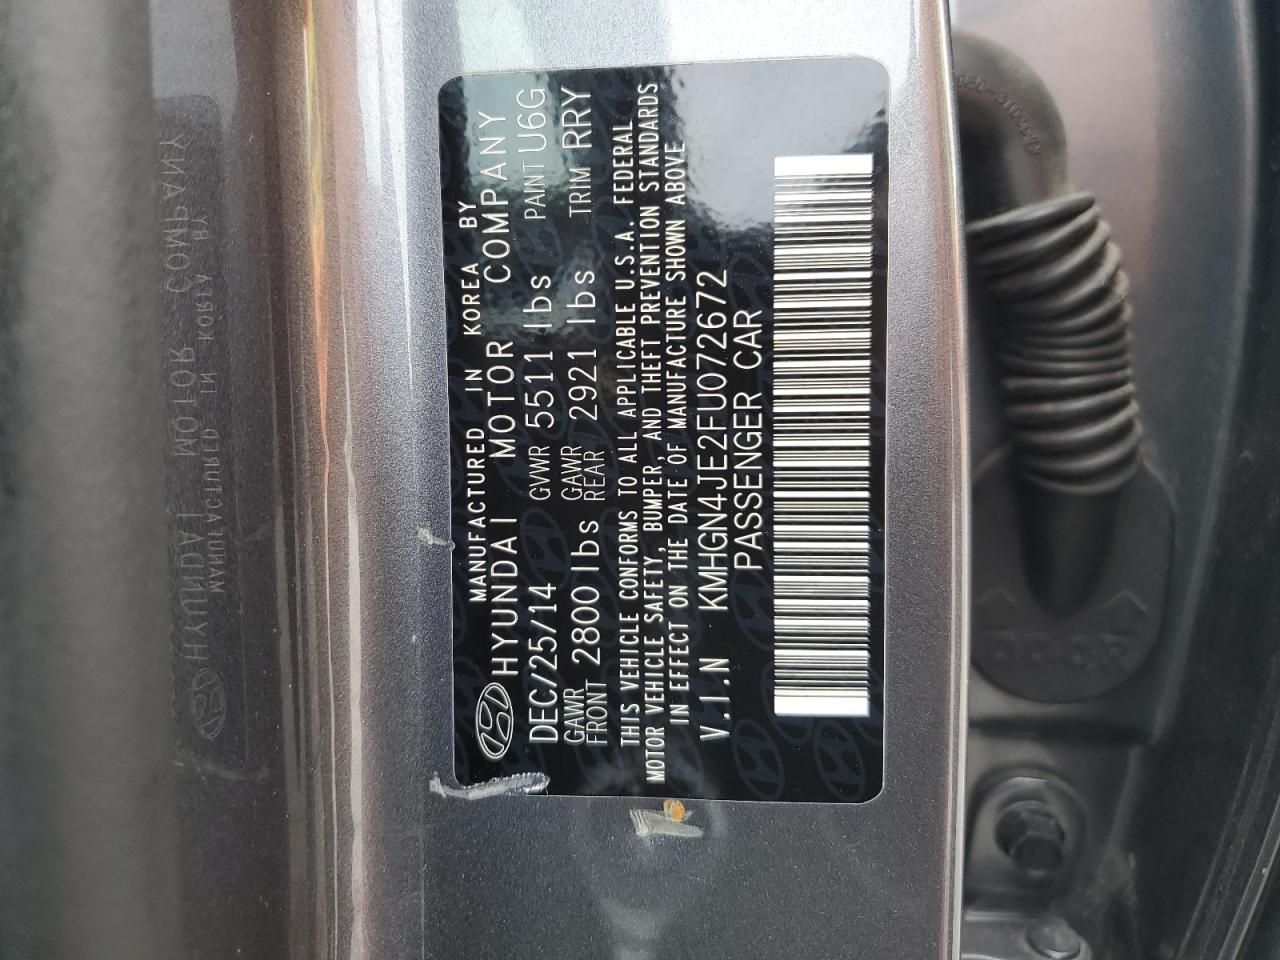 MANUFACTURED IN KOREA BY
HYUNDAI MOTOR COMPANY
DEC/25/14 GVWR 5511 lbs PAINT U6G
GAWR FRONT 2800 lbs GAWR REAR 2921 lbs TRIM RRY
THIS VEHICLE CONFORMS TO ALL APPLICABLE U.S.A. FEDERAL
MOTOR VEHICLE SAFETY, BUMPER, AND THEFT PREVENTION STANDARDS
IN EFFECT ON THE DATE OF MANUFACTURE SHOWN ABOVE
V.I.N KMHGN4JE2FU072672
PASSENGER CAR
DOOR